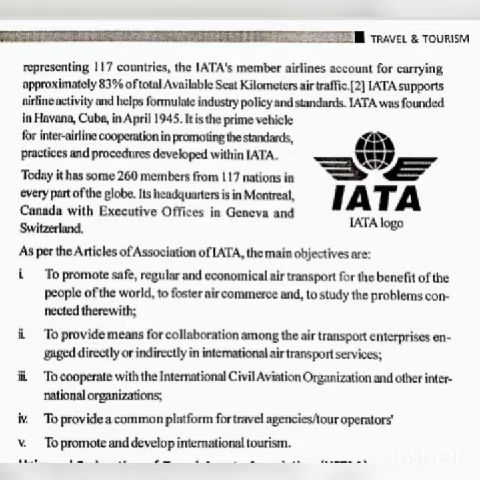 TRAVEL & TOURISM
representing 117 countries, the IATA's member airlines account for carrying
approximately 83% of total Available Seat Kilometers air traffic.[2] IATA supports
airline activity and helps formulate industry policy and standards. IATA was founded
in Havana, Cuba, in April 1945. It is the prime vehicle
for inter-airline cooperation in promoting the standards,
practices and procedures developed within IATA.
Today it has some 260 members from 117 nations in
every part of the globe. Its headquarters is in Montreal,
Canada with Executive Offices in Geneva and
Switzerland.
IATA
IATA logo
As per the Articles of Association of IATA, the main objectives are:
i. To promote safe, regular and economical air transport for the benefit of the
people of the world, to foster air commerce and, to study the problems con-
nected therewith;
ii. To provide means for collaboration among the air transport enterprises en-
gaged directly or indirectly in international air transport services;
iii. To cooperate with the International Civil Aviation Organization and other inter-
national organizations;
iv. To provide a common platform for travel agencies/tour operators'
v. To promote and develop international tourism.